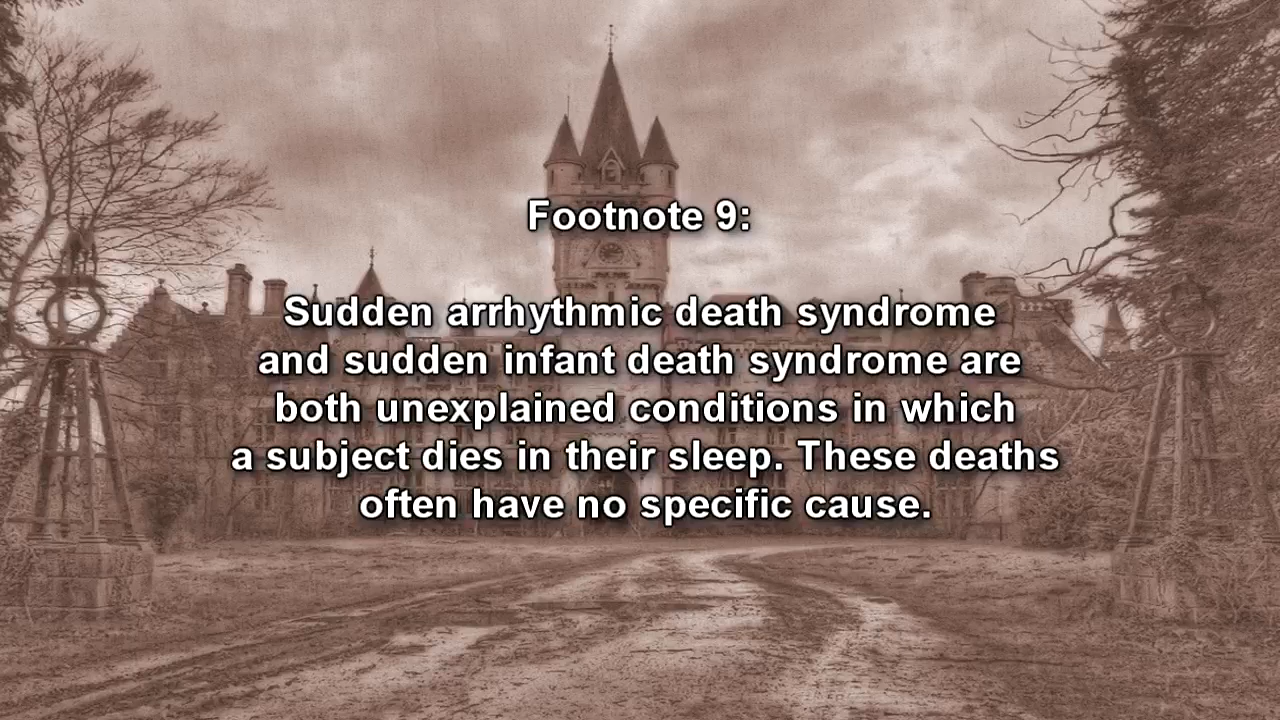 Footnote 9:
Sudden arrhythmic death syndrome
and sudden infant death syndrome are
both unexplained conditions in which
a subject dies in their sleep. These deaths
often have no specific cause.